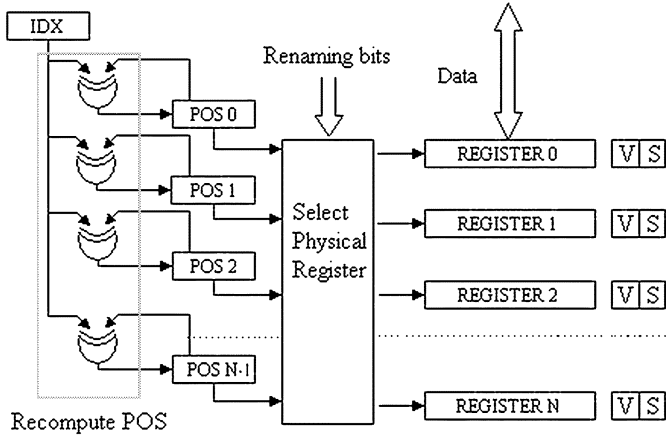 IDX
Renaming bits
Data
POS 0
REGISTER 0
V S
POS 1
Select
Physical
Register
REGISTER 1
V S
POS 2
REGISTER 2
V S
POS N-1
REGISTER N
V S
Recompute POS